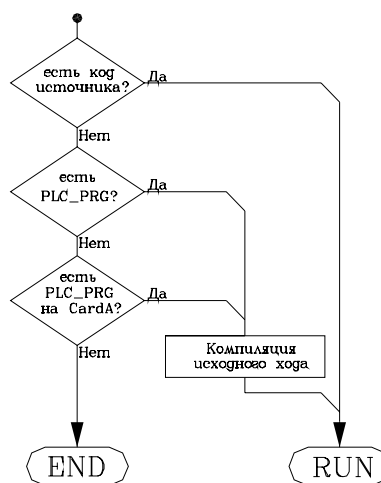 есть код
источника?
Да
Нет
есть
PLC_PRG?
Да
Нет
есть
PLC_PRG
на CardA?
Да
Нет
Компиляция
исходного хода
END
RUN